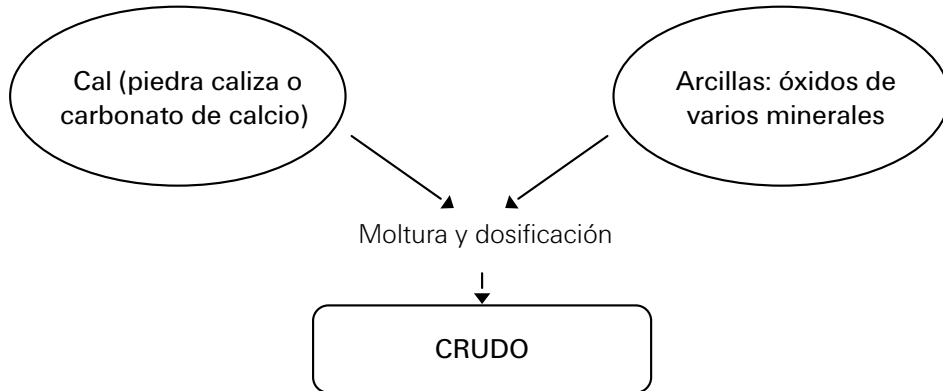 Cal (piedra caliza o
carbonato de calcio)
Arcillas: óxidos de
varios minerales
Moltura y dosificación
CRUDO